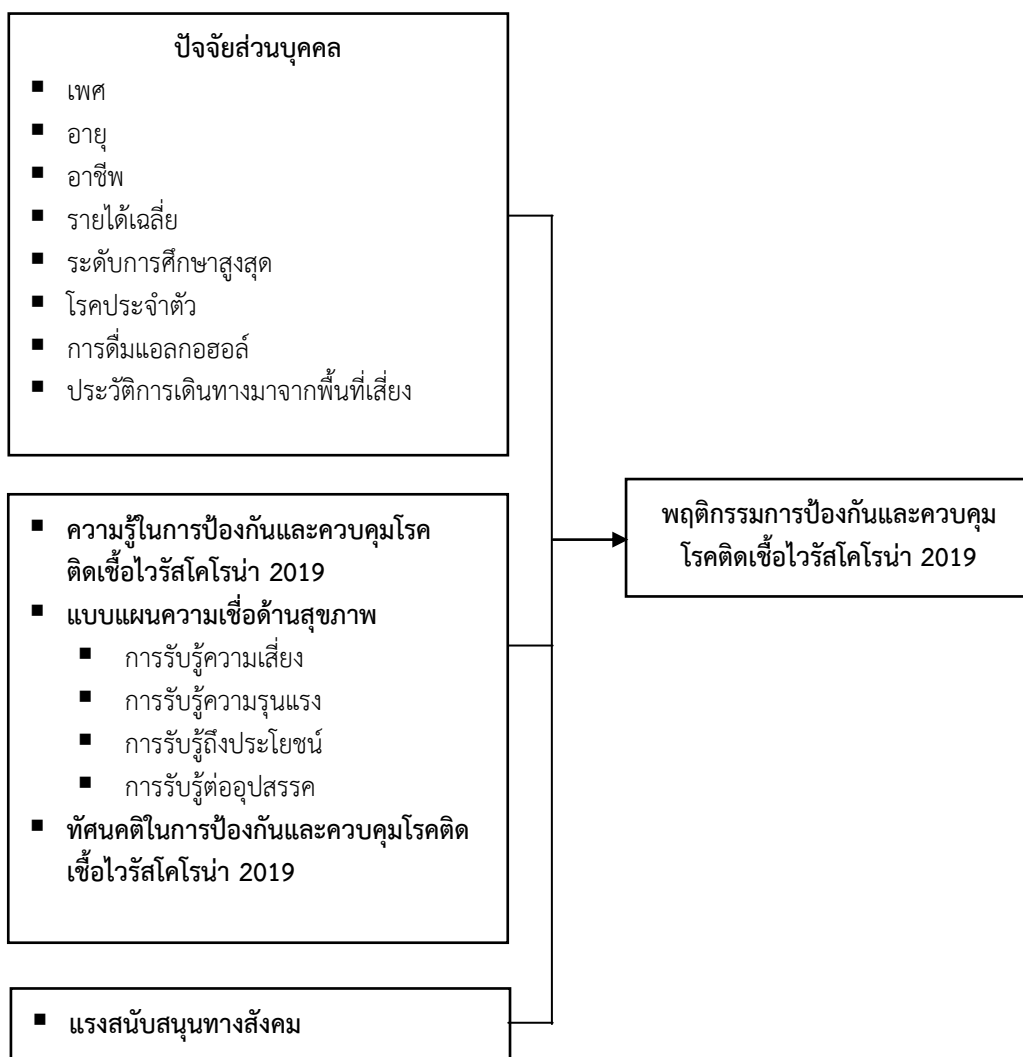 ปัจจัยส่วนบุคคล
▪ เพศ
▪ อายุ
▪ อาชีพ
▪ รายได้เฉลี่ย
▪ ระดับการศึกษาสูงสุด
▪ โรคประจำตัว
▪ การดื่มแอลกอฮอล์
▪ ประวัติการเดินทางมาจากพื้นที่เสี่ยง
▪ ความรู้ในการป้องกันและควบคุมโรค
ติดเชื้อไวรัสโคโรน่า 2019
▪ แบบแผนความเชื่อด้านสุขภาพ
▪ การรับรู้ความเสี่ยง
▪ การรับรู้ความรุนแรง
▪ การรับรู้ถึงประโยชน์
▪ การรับรู้ต่ออุปสรรค
▪ ทัศนคติในการป้องกันและควบคุมโรคติด
เชื้อไวรัสโคโรน่า 2019
▪ แรงสนับสนุนทางสังคม
พฤติกรรมการป้องกันและควบคุม
โรคติดเชื้อไวรัสโคโรน่า 2019